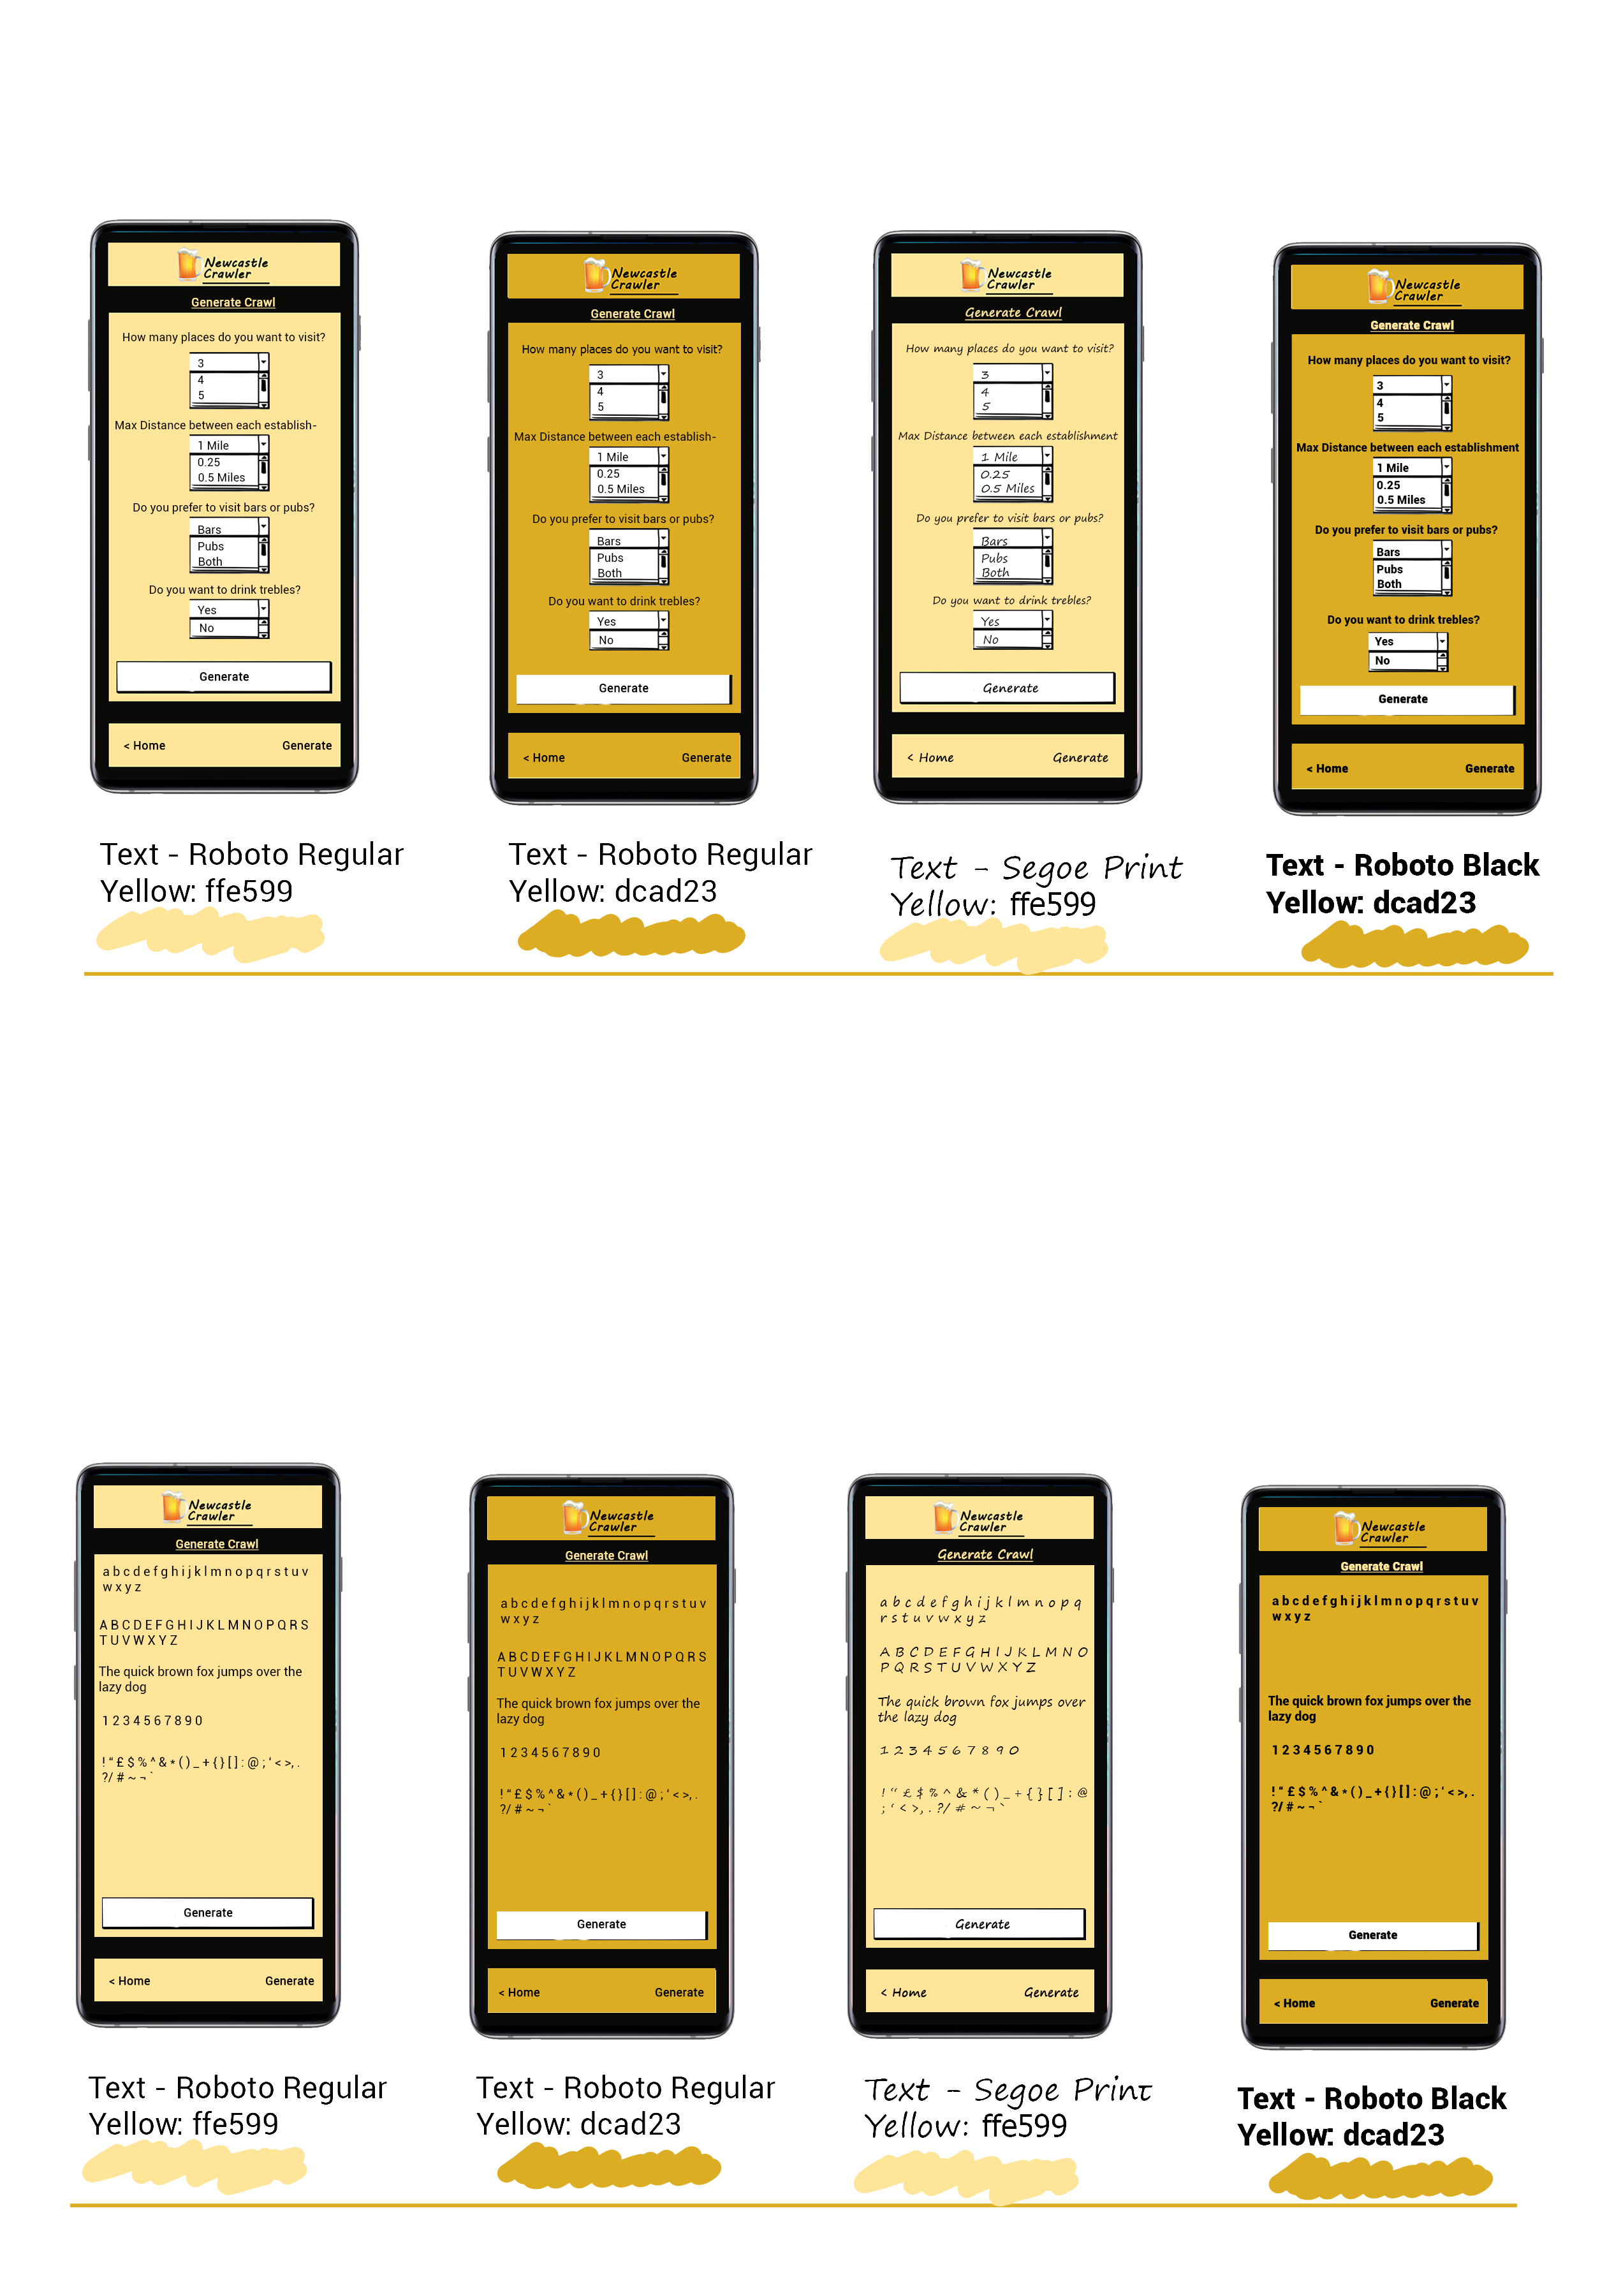 Newcastle
Crawler
Generate Crawl
How many places do you want to visit?
3
4
5
Max Distance between each establish-
1 Mile
0.25
0.5 Miles
Do you prefer to visit bars or pubs?
Bars
Pubs
Both
Do you want to drink trebles?
Yes
No
Generate
< Home Generate
Text - Roboto Regular
Yellow: ffe599
Newcastle
Crawler
Generate Crawl
How many places do you want to visit?
3
4
5
Max Distance between each establish-
1 Mile
0.25
0.5 Miles
Do you prefer to visit bars or pubs?
Bars
Pubs
Both
Do you want to drink trebles?
Yes
No
Generate
< Home Generate
Text - Roboto Regular
Yellow: dcad23
Newcastle
Crawler
Generate Crawl
How many places do you want to visit?
3
4
5
Max Distance between each establishment
1 Mile
0.25
0.5 Miles
Do you prefer to visit bars or pubs?
Bars
Pubs
Both
Do you want to drink trebles?
Yes
No
Generate
< Home Generate
Text - Segoe Print
Yellow: ffe599
Newcastle
Crawler
Generate Crawl
How many places do you want to visit?
3
4
5
Max Distance between each establishment
1 Mile
0.25
0.5 Miles
Do you prefer to visit bars or pubs?
Bars
Pubs
Both
Do you want to drink trebles?
Yes
No
Generate
< Home Generate
Text - Roboto Black
Yellow: dcad23
Newcastle
Crawler
Generate Crawl
a b c d e f g h i j k l m n o p q r s t u v
w x y z
A B C D E F G H I J K L M N O P Q R S
T U V W X Y Z
The quick brown fox jumps over the
lazy dog
1 2 3 4 5 6 7 8 9 0
! “ £ $ % ^ & * ( ) _ + { } [ ] : @ ; ‘ < >, .
?/ # ~ ¬ `
Generate
< Home Generate
Text - Roboto Regular
Yellow: ffe599
Newcastle
Crawler
Generate Crawl
a b c d e f g h i j k l m n o p q r s t u v
w x y z
A B C D E F G H I J K L M N O P Q R S
T U V W X Y Z
The quick brown fox jumps over the
lazy dog
1 2 3 4 5 6 7 8 9 0
! “ £ $ % ^ & * ( ) _ + { } [ ] : @ ; ‘ < >, .
?/ # ~ ¬ `
Generate
< Home Generate
Text - Roboto Regular
Yellow: dcad23
Newcastle
Crawler
Generate Crawl
a b c d e f g h i j k l m n o p q
r s t u v w x y z
A B C D E F G H I J K L M N O
P Q R S T U V W X Y Z
The quick brown fox jumps over
the lazy dog
1 2 3 4 5 6 7 8 9 0
! “ £ $ % ^ & * ( ) _ + { } [ ] : @
; ‘ < >, . ?/ # ~ ¬ `
Generate
< Home Generate
Text - Segoe Print
Yellow: ffe599
Newcastle
Crawler
Generate Crawl
a b c d e f g h i j k l m n o p q r s t u v
w x y z
The quick brown fox jumps over the
lazy dog
1 2 3 4 5 6 7 8 9 0
! “ £ $ % ^ & * ( ) _ + { } [ ] : @ ; ‘ < >, .
?/ # ~ ¬ `
Generate
< Home Generate
Text - Roboto Black
Yellow: dcad23